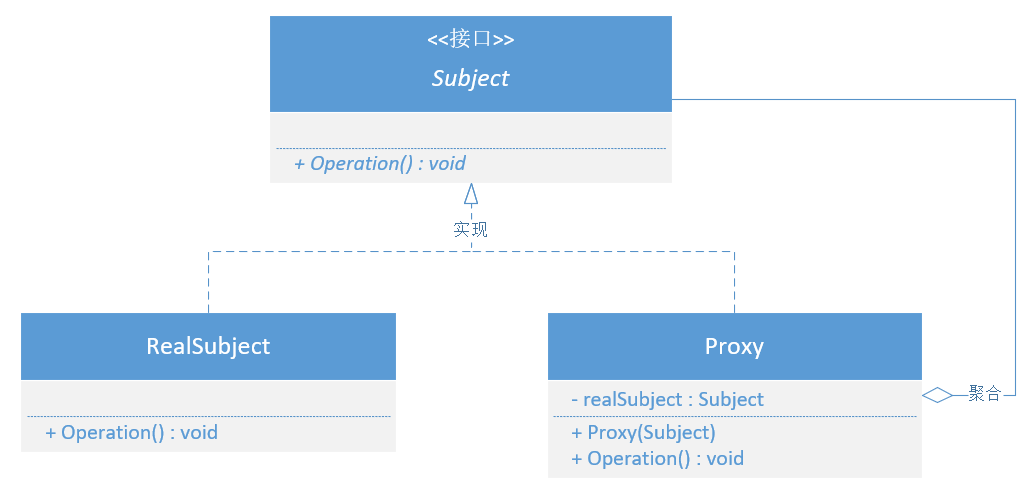 <<接口>>
Subject
+ Operation() : void
实现
RealSubject
+ Operation() : void
Proxy
- realSubject : Subject
+ Proxy(Subject)
+ Operation() : void
聚合